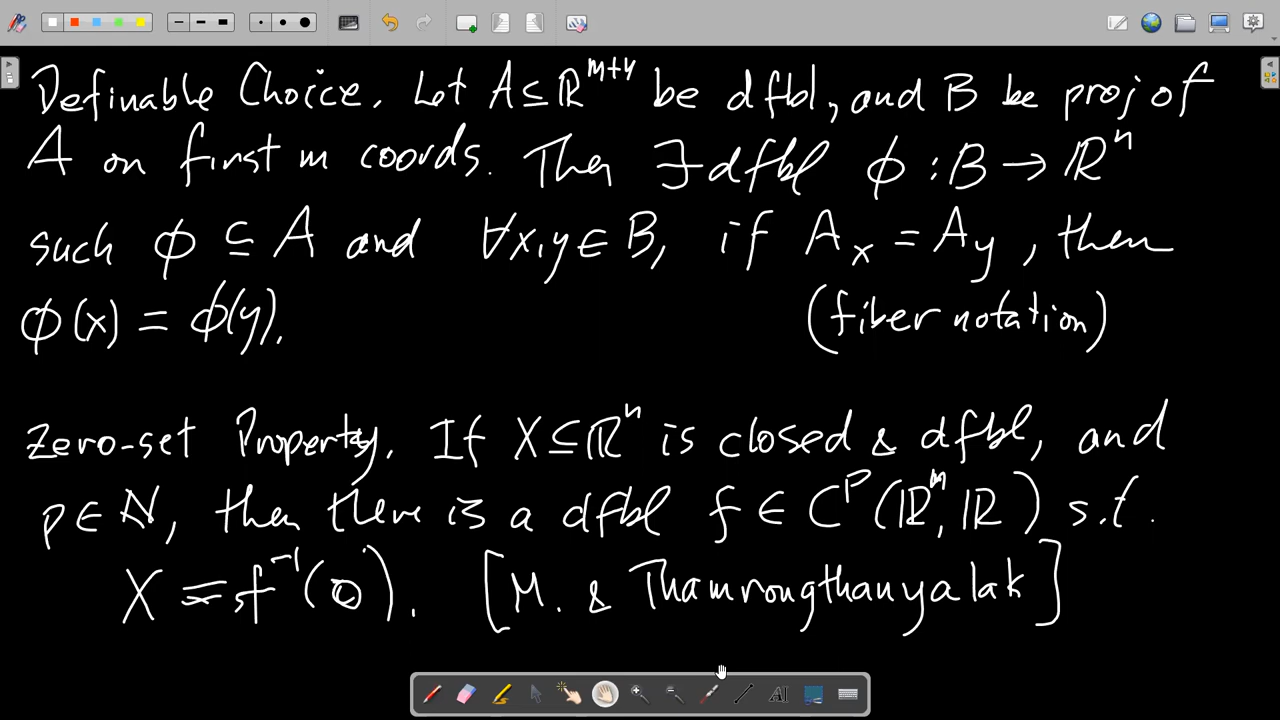 Definable Choice. Let A ⊆ ℝ^{m+n} be dfbl, and B be proj of
A on first m coords. Then ∃ dfbl ϕ : B → ℝ^n
such ϕ ⊆ A and ∀x,y ∈ B, if A_x = A_y, then
ϕ(x) = ϕ(y). (fiber notation)
Zero-set Property. If X ⊆ ℝ^n is closed & dfbl, and
p ∈ ℕ, then there is a dfbl f ∈ C^p(ℝ^m, ℝ) s.t.
X = f^{-1}(0). [M. & Thamrongthanyalak]
AI